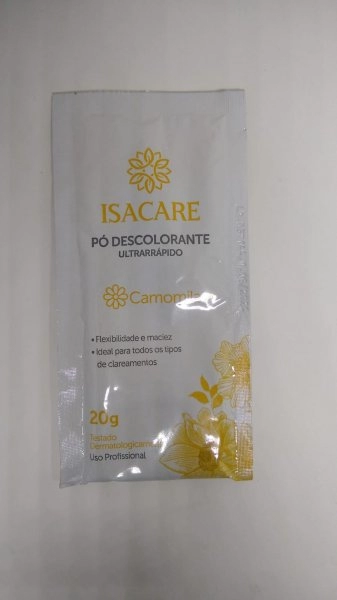 ISACARE
PÓ DESCOLORANTE
ULTRARRÁPIDO
Camomila
• Flexibilidade e maciez
• Ideal para todos os tipos
de clareamentos
20g
Testado
Uso Profissional